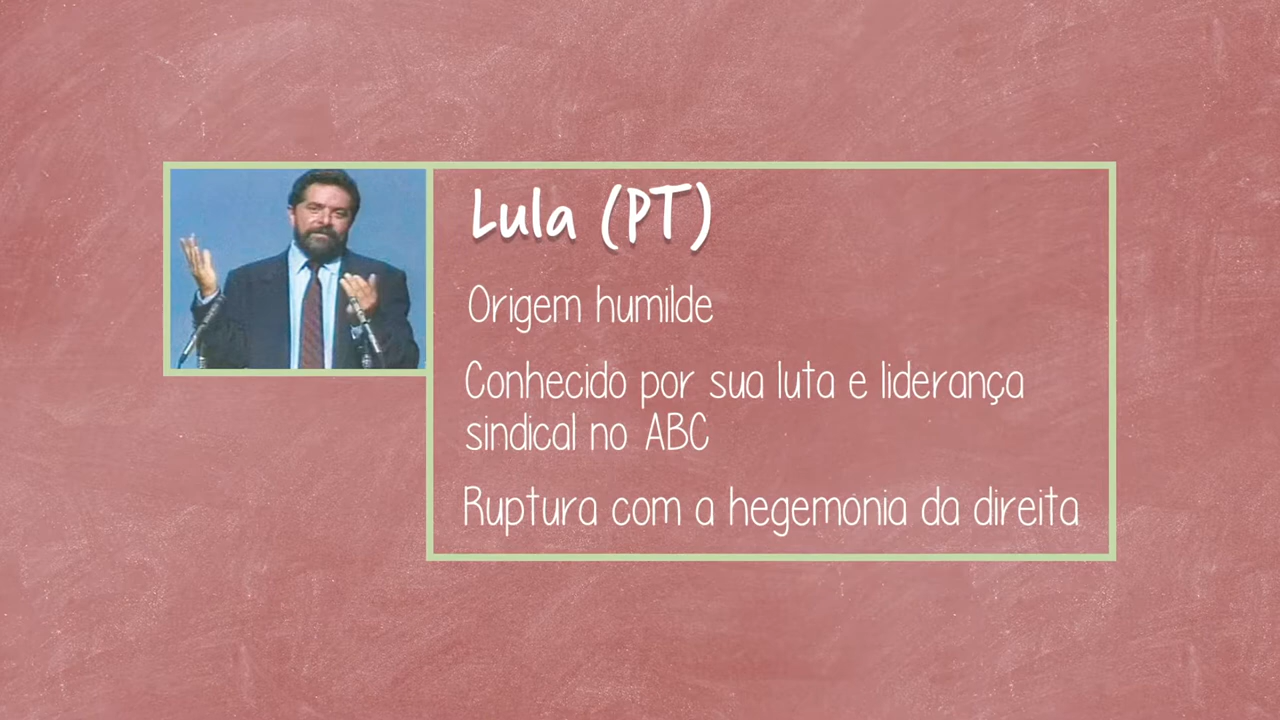 Lula (PT)
Origem humilde
Conhecido por sua luta e liderança
sindical no ABC
Ruptura com a hegemonia da direita